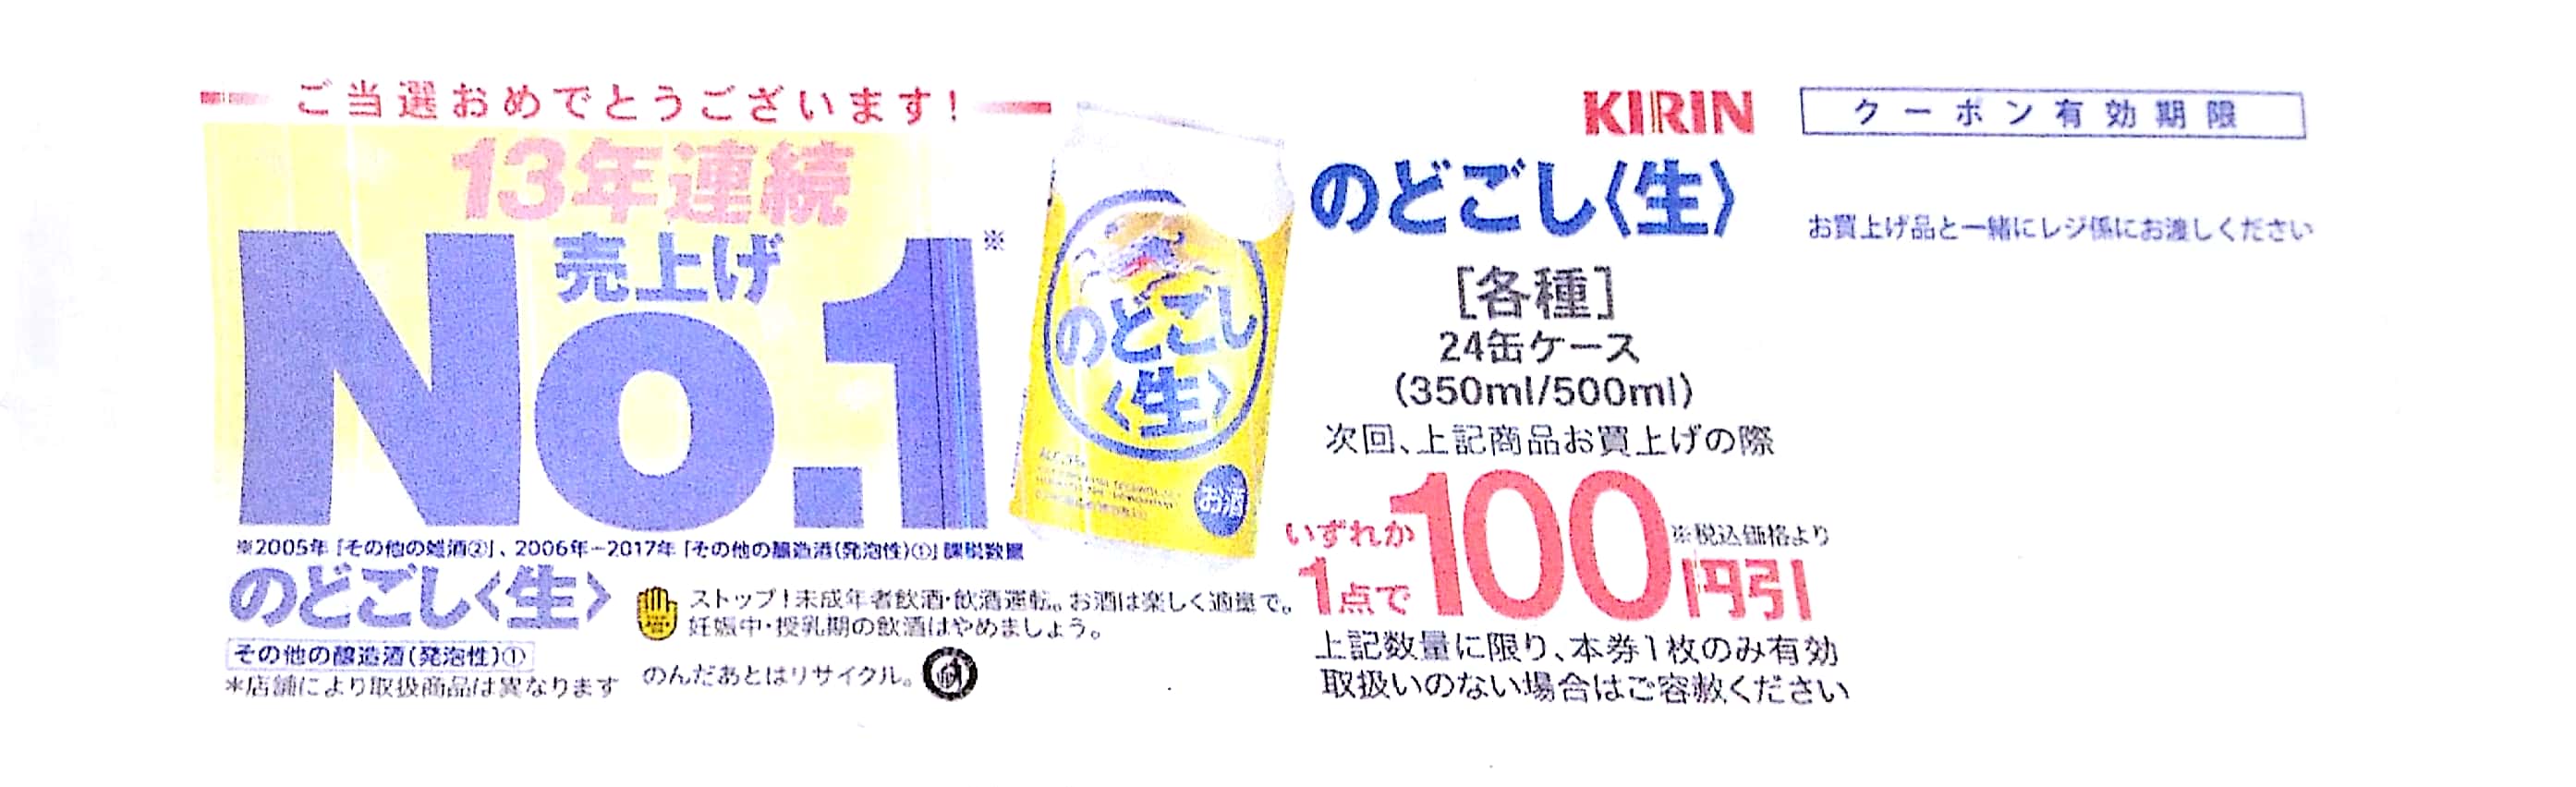 ご当選おめでとうございます!
13年連続
売上げ
No.1※
※2005年「その他の雑酒②」、2006年-2017年「その他の醸造酒(発泡性)①」課税数量
のどごし〈生〉
その他の醸造酒(発泡性)①
*店舗により取扱商品は異なります
ストップ!未成年者飲酒・飲酒運転。お酒は楽しく適量で。
妊娠中・授乳期の飲酒はやめましょう。
のんだあとはリサイクル。
のどごし
〈生〉
お酒
KIRIN
のどごし〈生〉
[各種]
24缶ケース
(350ml/500ml)
次回、上記商品お買上げの際
いずれか
1点で100円引
※税込価格より
上記数量に限り、本券1枚のみ有効
取扱いのない場合はご容赦ください
クーポン有効期限
お買上げ品と一緒にレジ係にお渡しください